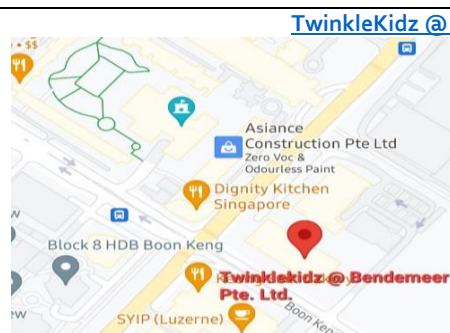 TwinkleKidz @
• $$
Asiance
Construction Pte Ltd
Zero Voc &
Odourless Paint
Dignity Kitchen
Singapore
Block 8 HDB Boon Keng
Twinklekidz @ Bendemeer
Pte. Ltd.
SYIP (Luzerne)
Boon Ken